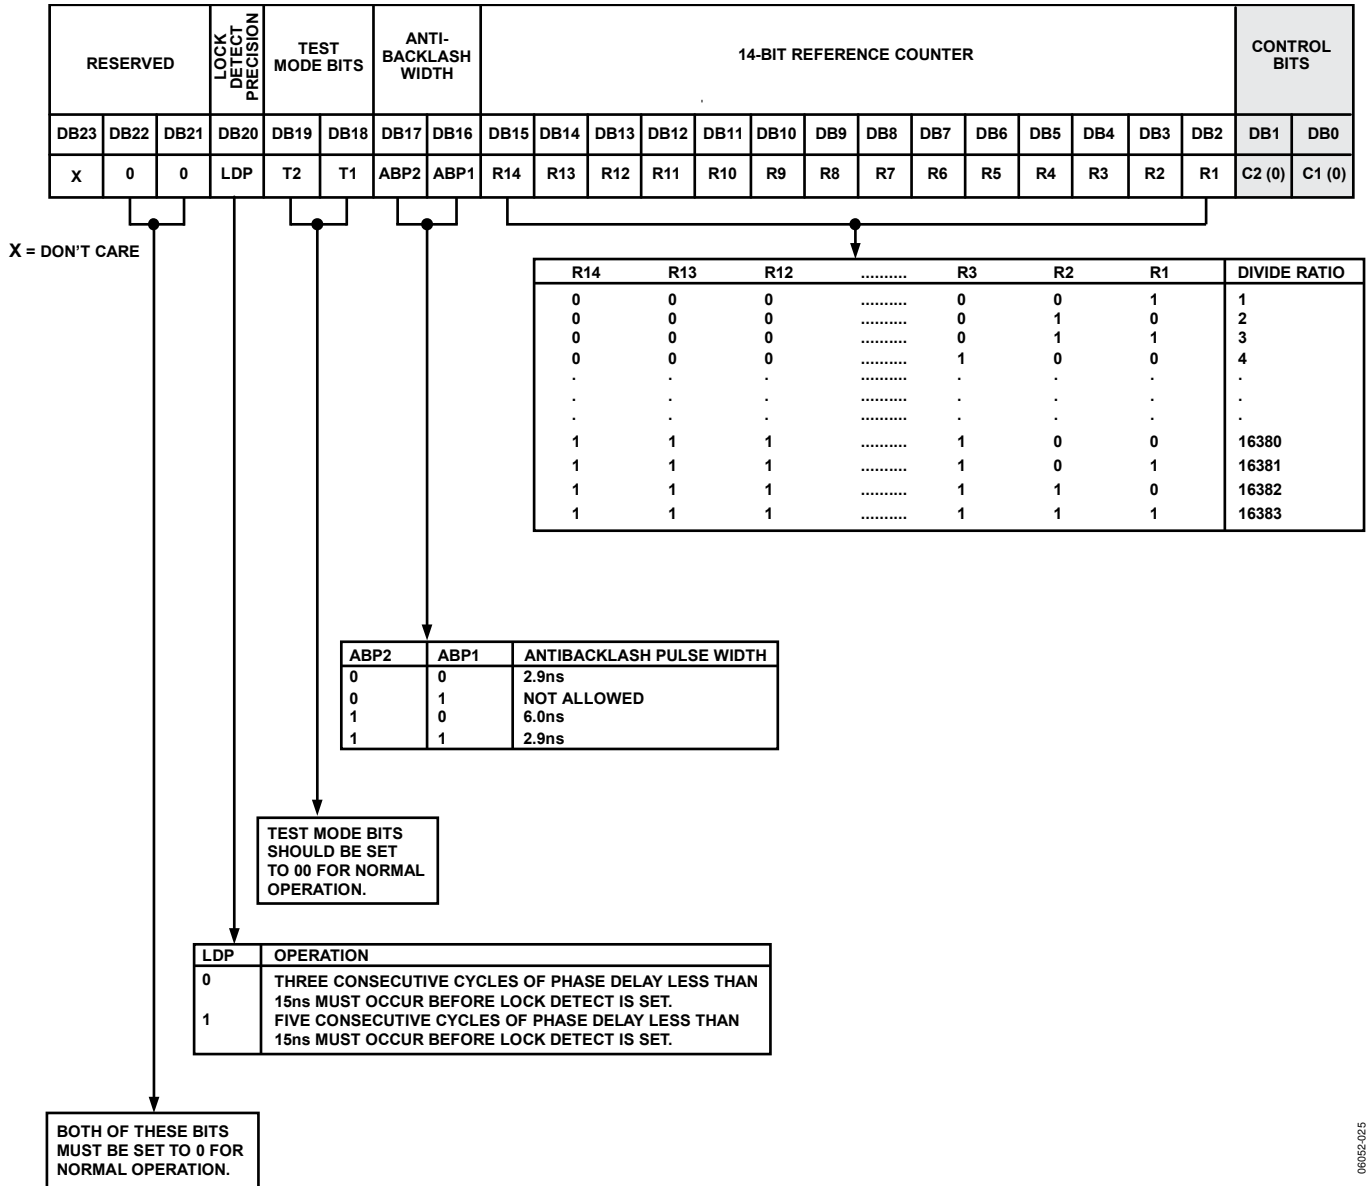 RESERVED
LOCK
DETECT
PRECISION
TEST
MODE BITS
ANTI-
BACKLASH
WIDTH
14-BIT REFERENCE COUNTER
CONTROL
BITS
DB23 DB22 DB21 DB20 DB19 DB18 DB17 DB16 DB15 DB14 DB13 DB12 DB11 DB10 DB9 DB8 DB7 DB6 DB5 DB4 DB3 DB2 DB1 DB0
X 0 0 LDP T2 T1 ABP2 ABP1 R14 R13 R12 R11 R10 R9 R8 R7 R6 R5 R4 R3 R2 R1 C2 (0) C1 (0)
X = DON'T CARE
R14 R13 R12 .......... R3 R2 R1 DIVIDE RATIO
0 0 0 .......... 0 0 1 1
0 0 0 .......... 0 1 0 2
0 0 0 .......... 0 1 1 3
0 0 0 .......... 1 0 0 4
. . . .......... . . . .
. . . .......... . . . .
. . . .......... . . . .
1 1 1 .......... 1 0 0 16380
1 1 1 .......... 1 0 1 16381
1 1 1 .......... 1 1 0 16382
1 1 1 .......... 1 1 1 16383
ABP2 ABP1 ANTIBACKLASH PULSE WIDTH
0 0 2.9ns
0 1 NOT ALLOWED
1 0 6.0ns
1 1 2.9ns
TEST MODE BITS
SHOULD BE SET
TO 00 FOR NORMAL
OPERATION.
LDP OPERATION
0 THREE CONSECUTIVE CYCLES OF PHASE DELAY LESS THAN
15ns MUST OCCUR BEFORE LOCK DETECT IS SET.
1 FIVE CONSECUTIVE CYCLES OF PHASE DELAY LESS THAN
15ns MUST OCCUR BEFORE LOCK DETECT IS SET.
BOTH OF THESE BITS
MUST BE SET TO 0 FOR
NORMAL OPERATION.
06052-025